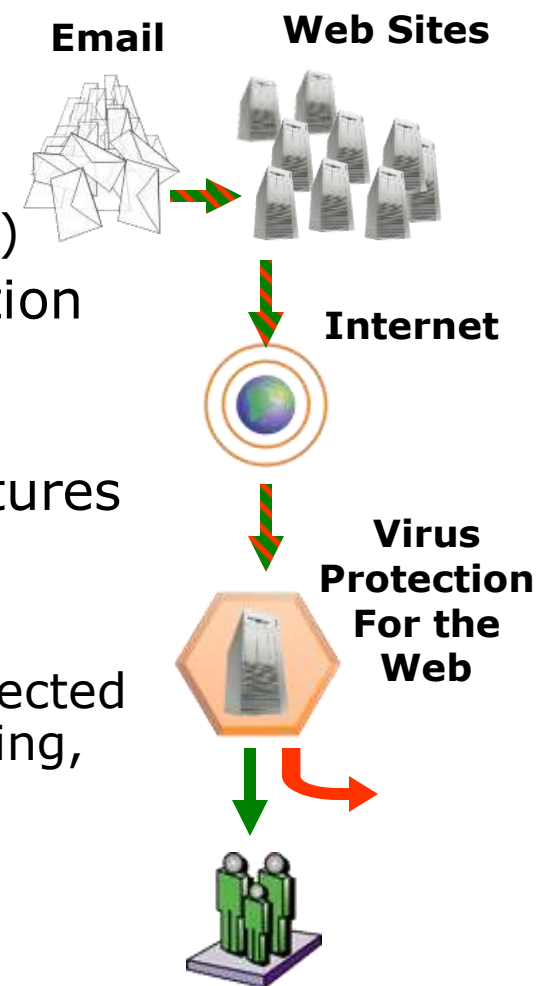 Email
Web Sites
)
tion
Internet
tures
Virus
Protection
For the
Web
ected
ing,